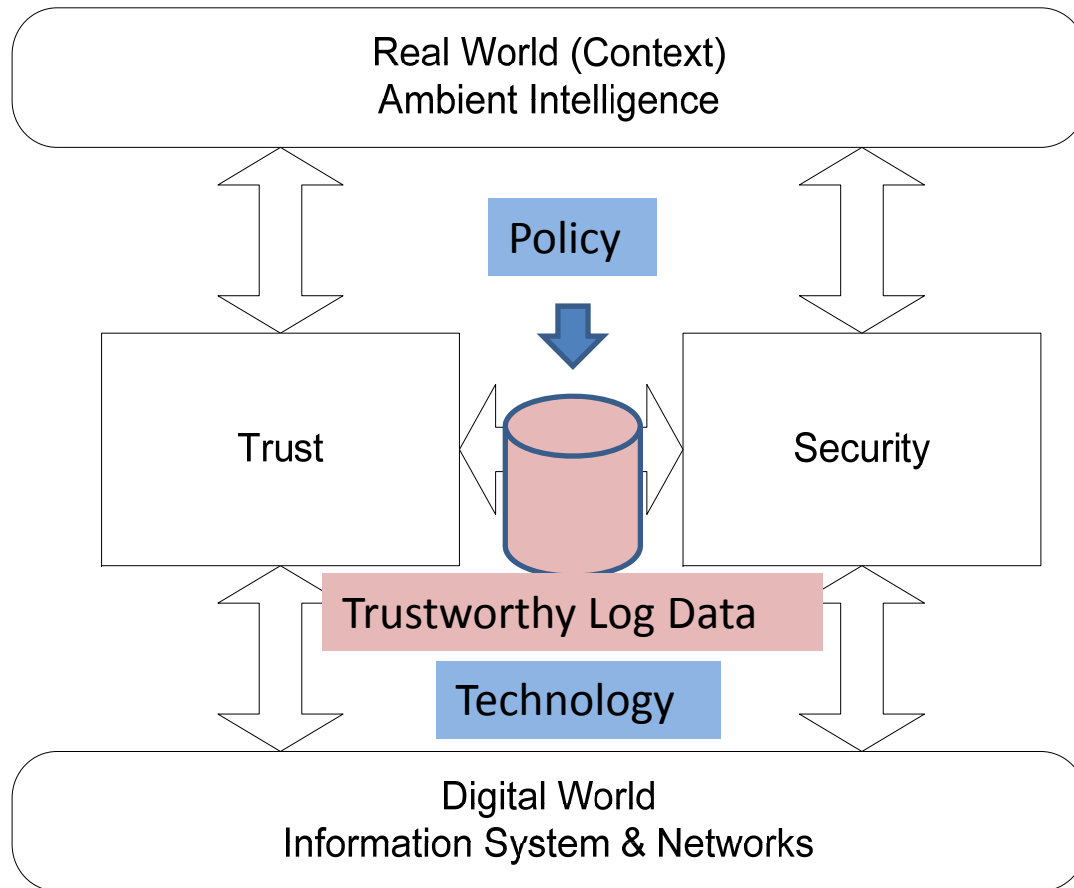 Real World (Context)
Ambient Intelligence
Policy
Trust
Security
Trustworthy Log Data
Technology
Digital World
Information System & Networks